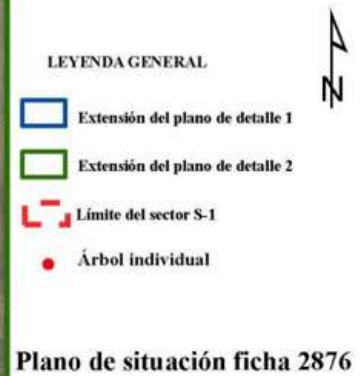 N
LEYENDA GENERAL
Extensión del plano de detalle 1
Extensión del plano de detalle 2
Límite del sector S-1
Árbol individual
Plano de situación ficha 2876